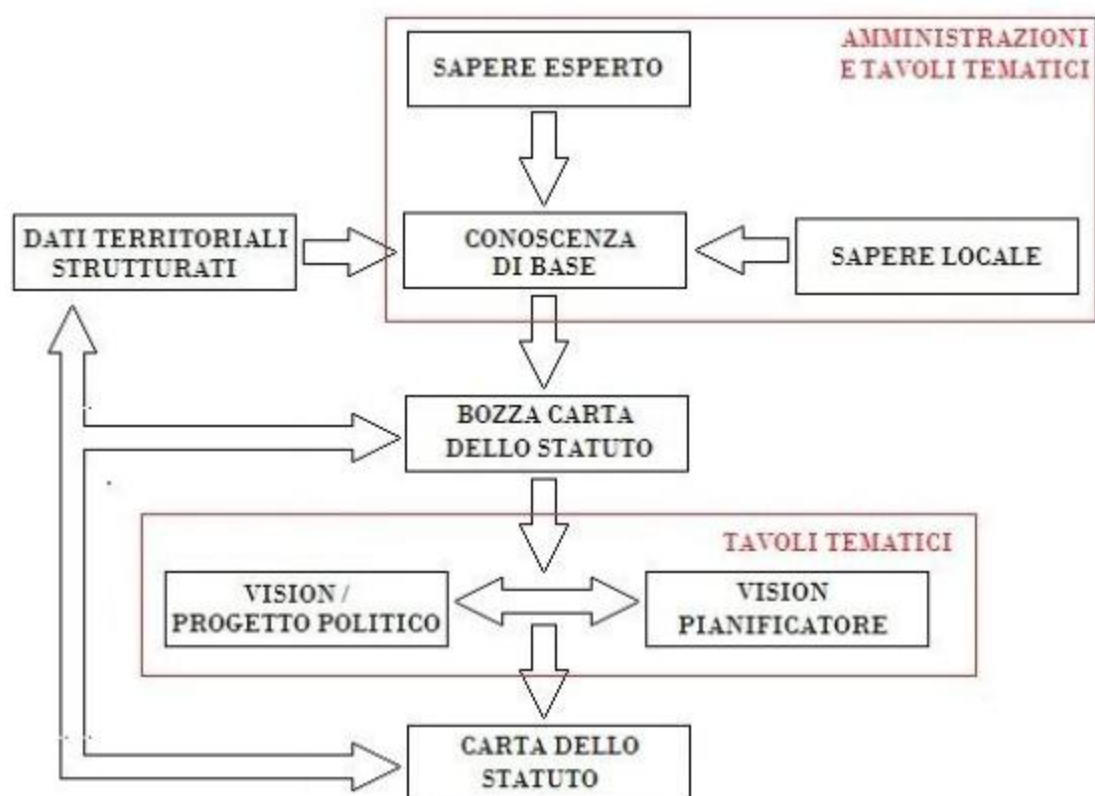 AMMINISTRAZIONI
E TAVOLI TEMATICI
SAPERE ESPERTO
DATI TERRITORIALI
STRUTTURATI
CONOSCENZA
DI BASE
SAPERE LOCALE
BOZZA CARTA
DELLO STATUTO
TAVOLI TEMATICI
VISION /
PROGETTO POLITICO
VISION
PIANIFICATORE
CARTA DELLO
STATUTO